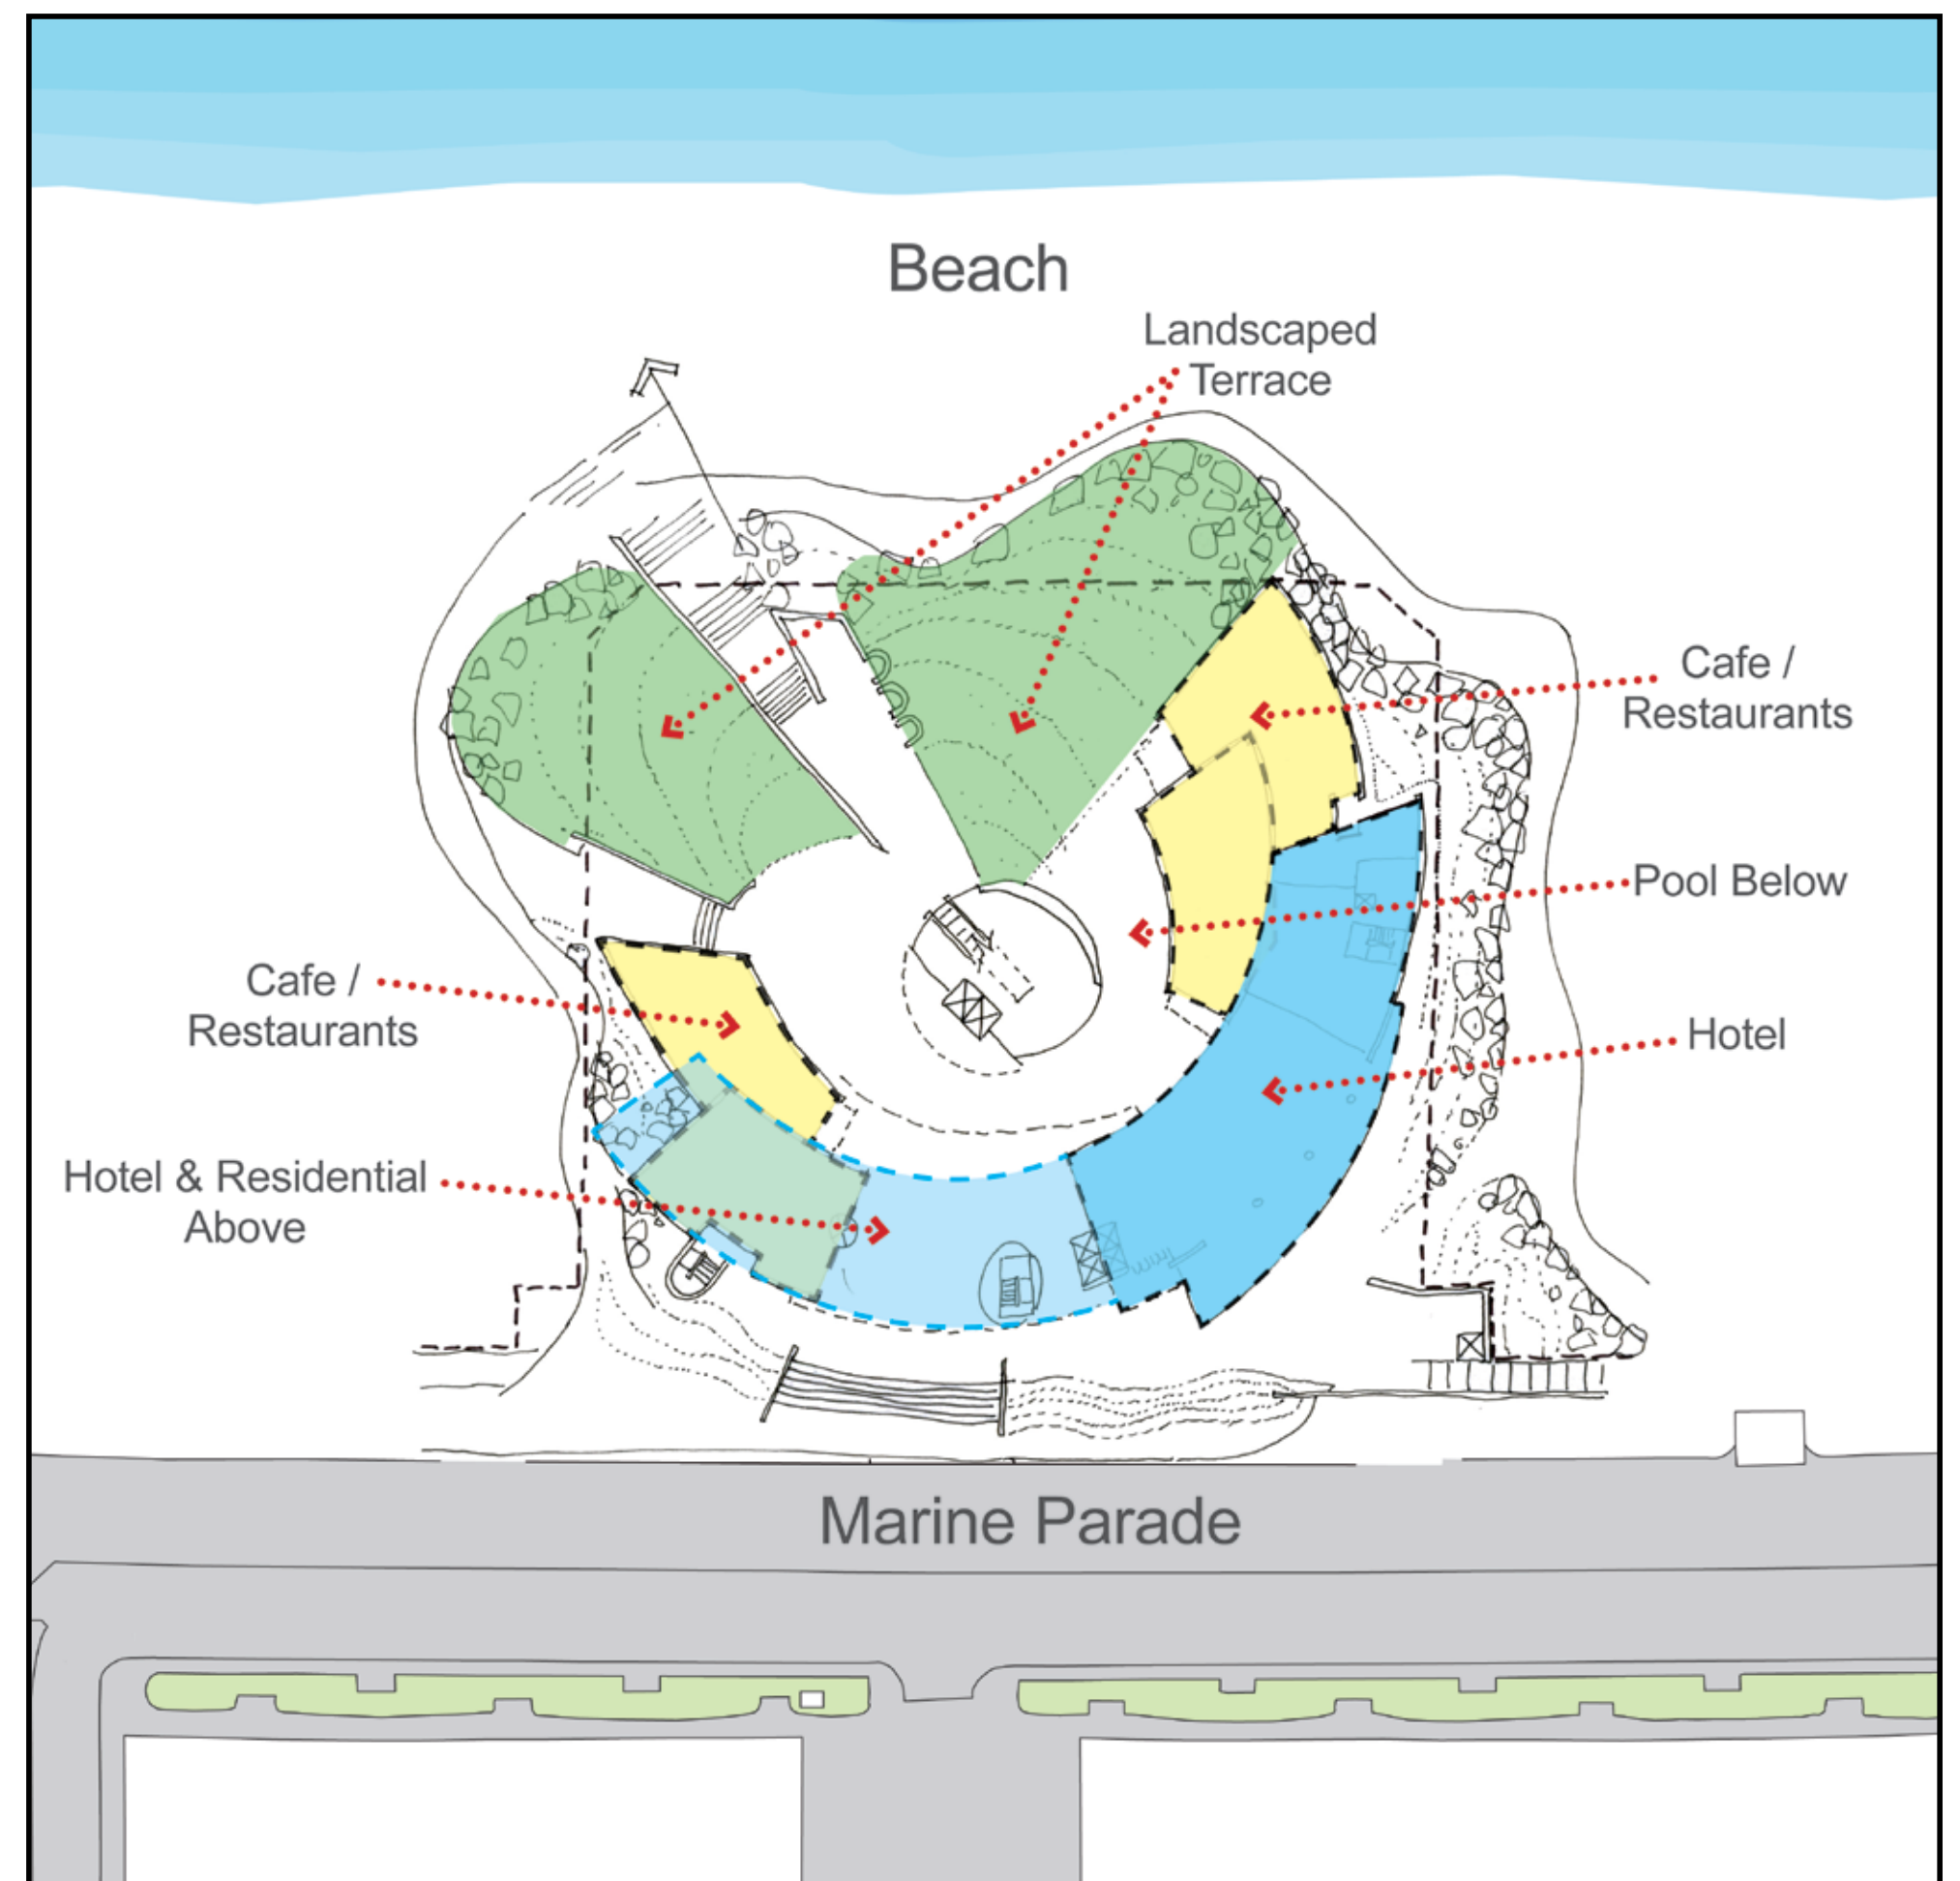 Beach
Landscaped
Terrace
Cafe /
Restaurants
Pool Below
Cafe /
Restaurants
Hotel
Hotel & Residential
Above
Marine Parade